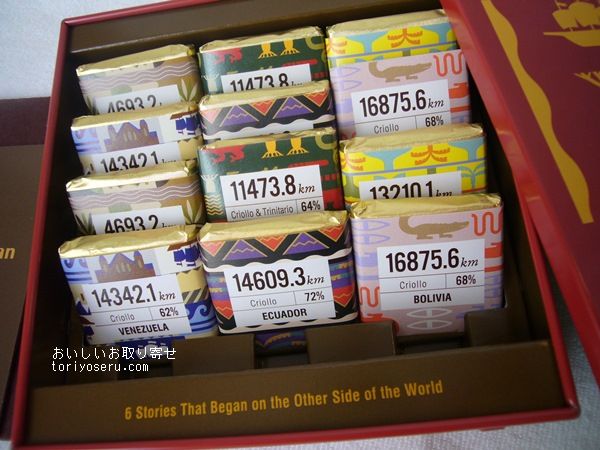 4693.2
11473.8
16875.6 km
Criollo 68%
14342.1
4693.2
11473.8 km
Criollo & Trinitario 64%
13210.1 km
14342.1 km
Criollo 62%
VENEZUELA
14609.3 km
Criollo 72%
ECUADOR
16875.6 km
Criollo 68%
BOLIVIA
おいしいお取り寄せ
toriyoseru.com
6 Stories That Began on the Other Side of the World